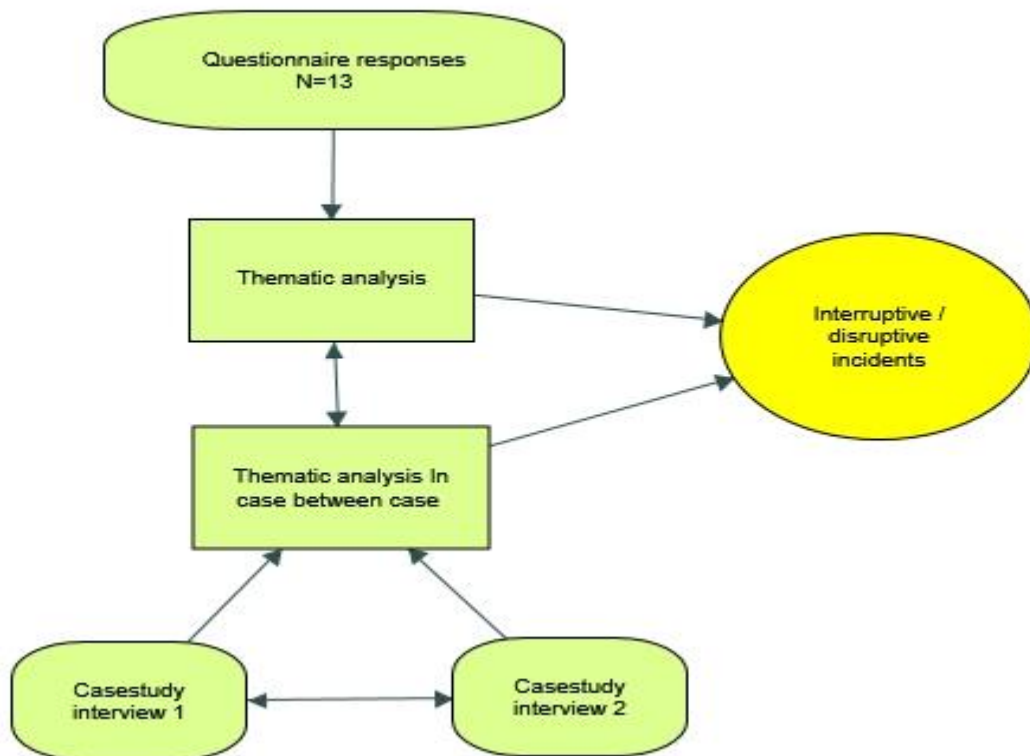 Questionnaire responses
N=13
Thematic analysis
Interruptive /
disruptive
incidents
Thematic analysis In
case between case
Casestudy
interview 1
Casestudy
interview 2